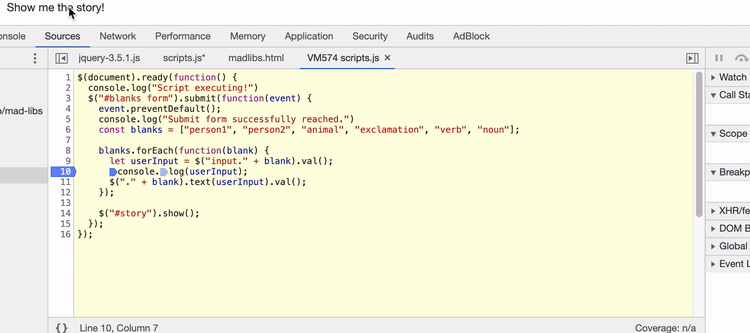 Show me the story!
onsole Sources Network Performance Memory Application Security Audits AdBlock
jquery-3.5.1.js scripts.js* madlibs.html VM574 scripts.js ×
1 $(document).ready(function() {
2 console.log("Script executing!")
3 $("#blanks form").submit(function(event) {
4 event.preventDefault();
5 console.log("Submit form successfully reached.")
6 const blanks = ["person1", "person2", "animal", "exclamation", "verb", "noun"];
7
8 blanks.forEach(function(blank) {
9 let userInput = $("input." + blank).val();
10 console.log(userInput);
11 $("." + blank).text(userInput).val();
12 });
13
14 $("#story").show();
15 });
16 });
o/mad-libs
Watch
Call Sta
Scope
Breakp
XHR/fe
DOM B
Global
Event L
{} Line 10, Column 7 Coverage: n/a